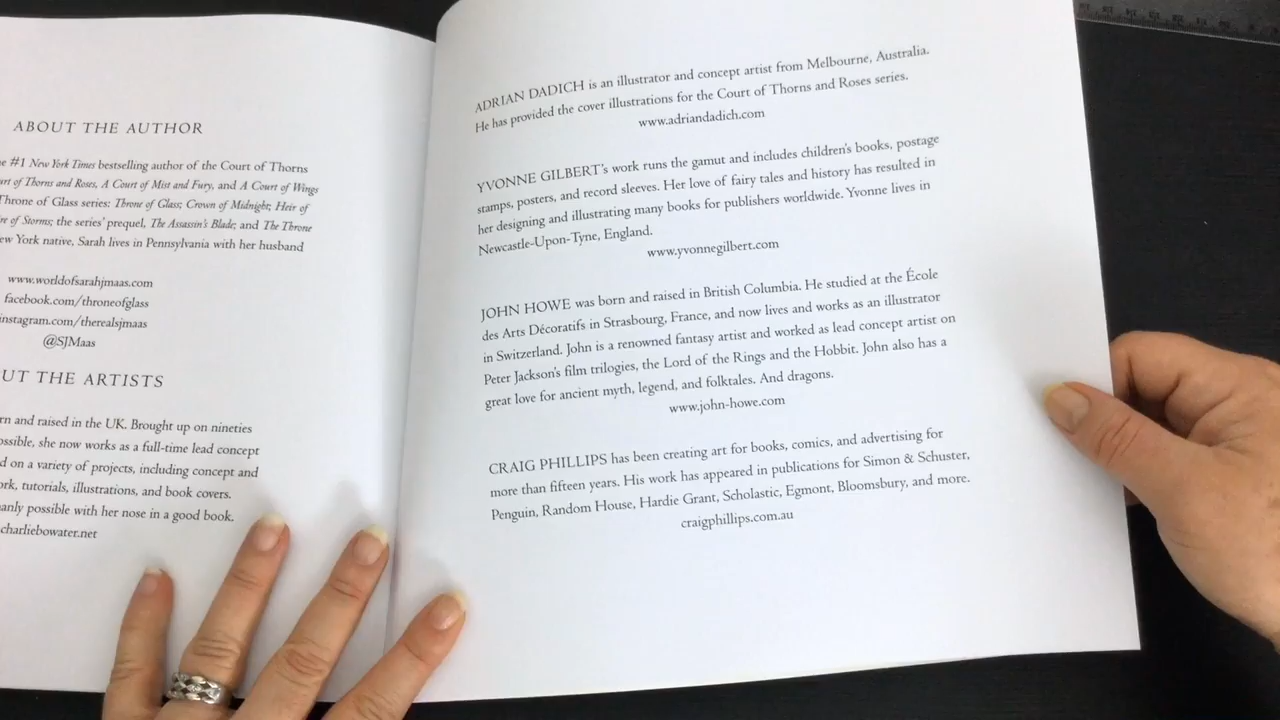 ABOUT THE AUTHOR
#1 New York Times bestselling author of the Court of Thorns
of Thorns and Roses, A Court of Mist and Fury, and A Court of Wings
Throne of Glass series: Throne of Glass; Crown of Midnight; Heir of
of Storms; the series' prequel, The Assassin's Blade; and The Throne
York native, Sarah lives in Pennsylvania with her husband
www.worldofsarahjmaas.com
facebook.com/throneofglass
instagram.com/therealsjmaas
@SJMaas
UT THE ARTISTS
rn and raised in the UK. Brought up on nineties
ossible, she now works as a full-time lead concept
d on a variety of projects, including concept and
rk, tutorials, illustrations, and book covers.
anly possible with her nose in a good book.
charliebowater.net
ADRIAN DADICH is an illustrator and concept artist from Melbourne, Australia.
He has provided the cover illustrations for the Court of Thorns and Roses series.
www.adriandadich.com
YVONNE GILBERT's work runs the gamut and includes children's books, postage
stamps, posters, and record sleeves. Her love of fairy tales and history has resulted in
her designing and illustrating many books for publishers worldwide. Yvonne lives in
Newcastle-Upon-Tyne, England.
www.yvonnegilbert.com
JOHN HOWE was born and raised in British Columbia. He studied at the École
des Arts Décoratifs in Strasbourg, France, and now lives and works as an illustrator
in Switzerland. John is a renowned fantasy artist and worked as lead concept artist on
Peter Jackson's film trilogies, the Lord of the Rings and the Hobbit. John also has a
great love for ancient myth, legend, and folktales. And dragons.
www.john-howe.com
CRAIG PHILLIPS has been creating art for books, comics, and advertising for
more than fifteen years. His work has appeared in publications for Simon & Schuster,
Penguin, Random House, Hardie Grant, Scholastic, Egmont, Bloomsbury, and more.
craigphillips.com.au